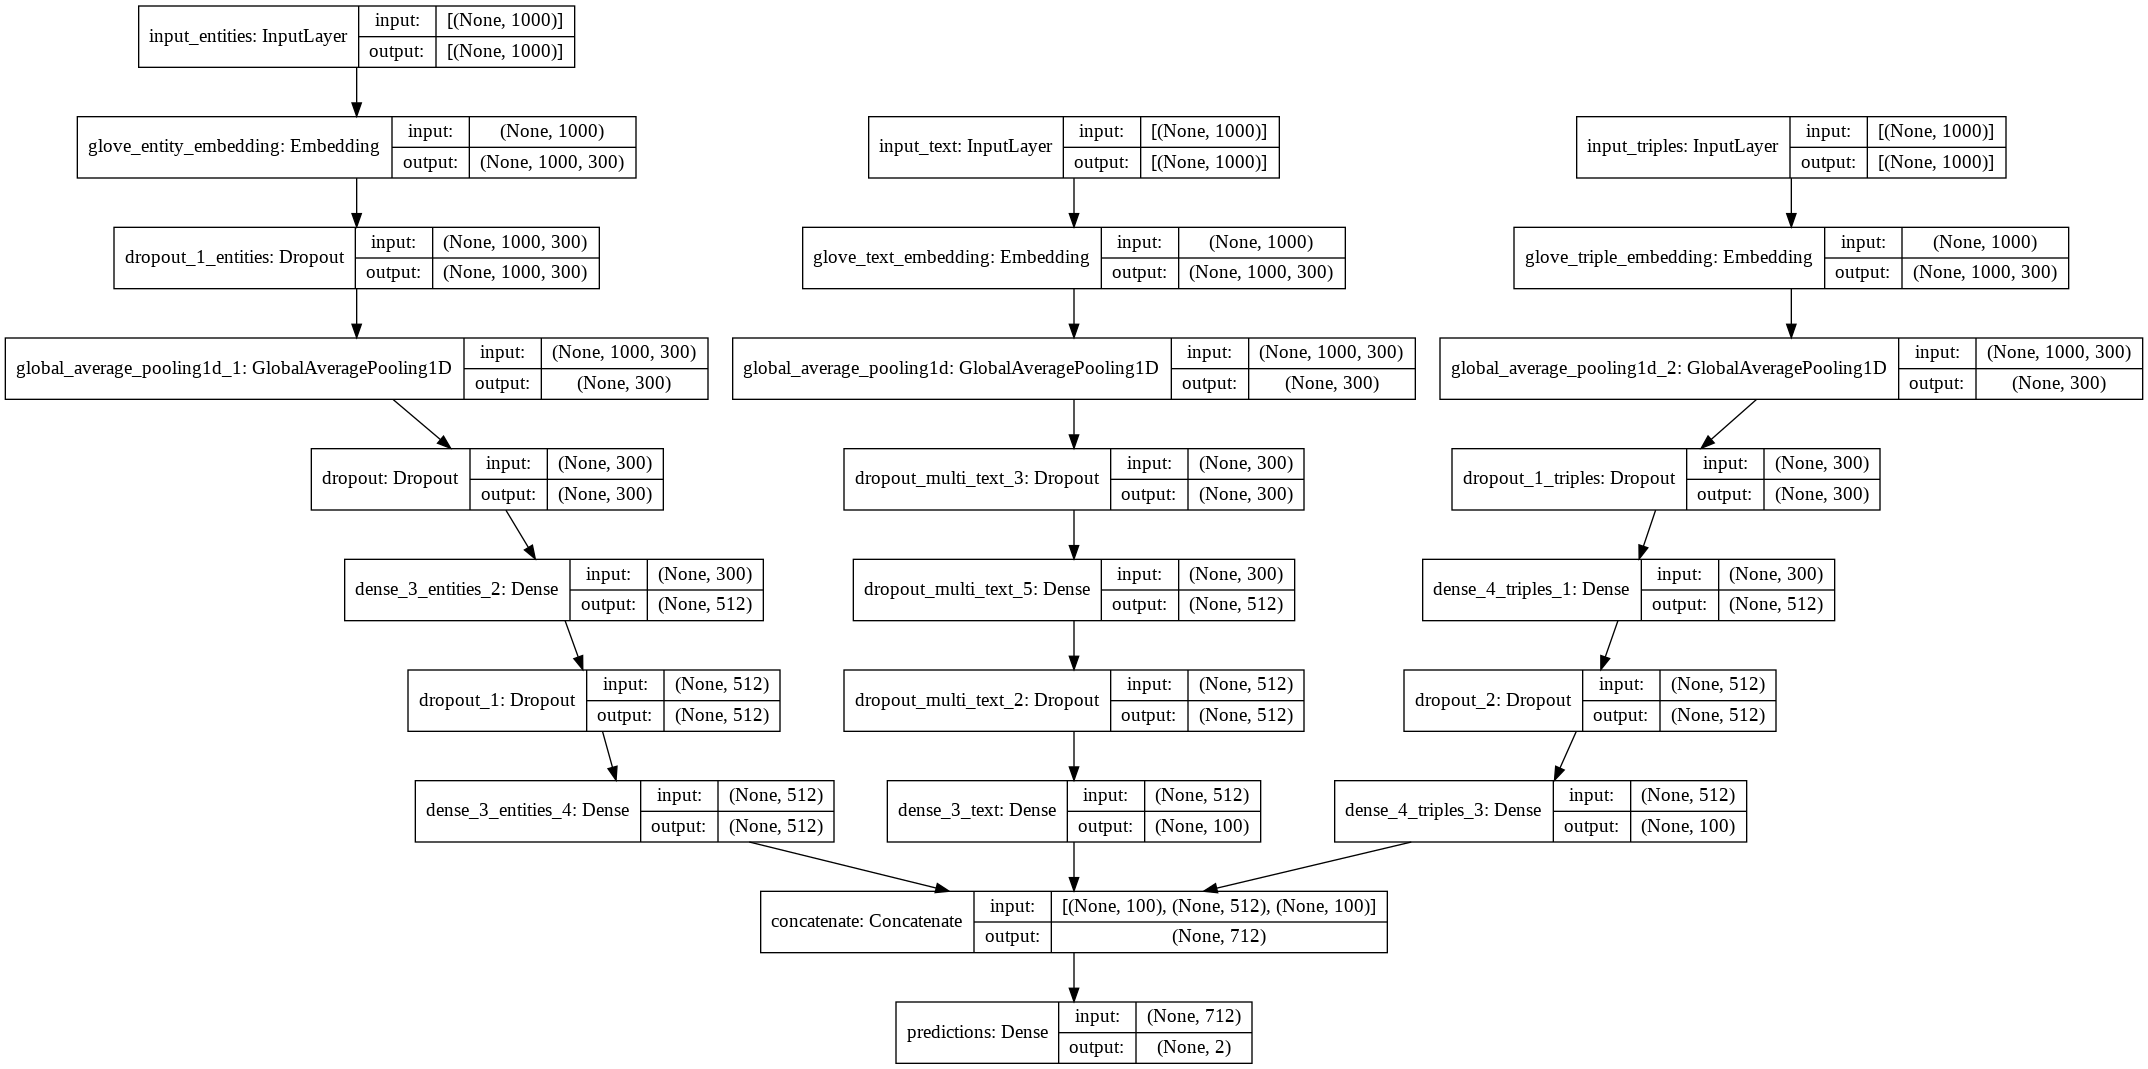 input_entities: InputLayer
input: [(None, 1000)]
output: [(None, 1000)]
glove_entity_embedding: Embedding
input: (None, 1000)
output: (None, 1000, 300)
input_text: InputLayer
input: [(None, 1000)]
output: [(None, 1000)]
input_triples: InputLayer
input: [(None, 1000)]
output: [(None, 1000)]
dropout_1_entities: Dropout
input: (None, 1000, 300)
output: (None, 1000, 300)
glove_text_embedding: Embedding
input: (None, 1000)
output: (None, 1000, 300)
glove_triple_embedding: Embedding
input: (None, 1000)
output: (None, 1000, 300)
global_average_pooling1d_1: GlobalAveragePooling1D
input: (None, 1000, 300)
output: (None, 300)
global_average_pooling1d: GlobalAveragePooling1D
input: (None, 1000, 300)
output: (None, 300)
global_average_pooling1d_2: GlobalAveragePooling1D
input: (None, 1000, 300)
output: (None, 300)
dropout: Dropout
input: (None, 300)
output: (None, 300)
dropout_multi_text_3: Dropout
input: (None, 300)
output: (None, 300)
dropout_1_triples: Dropout
input: (None, 300)
output: (None, 300)
dense_3_entities_2: Dense
input: (None, 300)
output: (None, 512)
dropout_multi_text_5: Dense
input: (None, 300)
output: (None, 512)
dense_4_triples_1: Dense
input: (None, 300)
output: (None, 512)
dropout_1: Dropout
input: (None, 512)
output: (None, 512)
dropout_multi_text_2: Dropout
input: (None, 512)
output: (None, 512)
dropout_2: Dropout
input: (None, 512)
output: (None, 512)
dense_3_entities_4: Dense
input: (None, 512)
output: (None, 512)
dense_3_text: Dense
input: (None, 512)
output: (None, 100)
dense_4_triples_3: Dense
input: (None, 512)
output: (None, 100)
concatenate: Concatenate
input: [(None, 100), (None, 512), (None, 100)]
output: (None, 712)
predictions: Dense
input: (None, 712)
output: (None, 2)